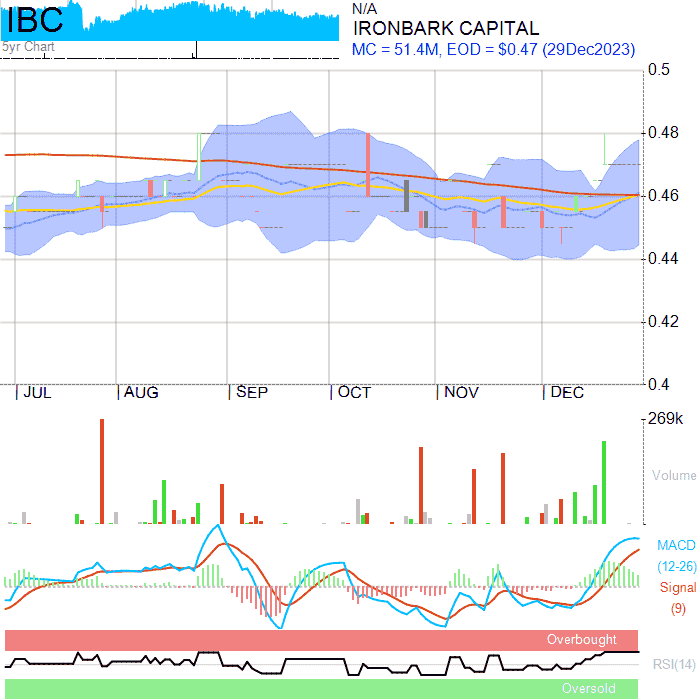 IBC
5yr Chart
N/A
IRONBARK CAPITAL
MC = 51.4M, EOD = $0.47 (29Dec2023)
0.5
0.48
0.46
0.44
0.42
0.4
JUL
AUG
SEP
OCT
NOV
DEC
269k
Volume
MACD
(12-26)
Signal
(9)
Overbought
RSI(14)
Oversold